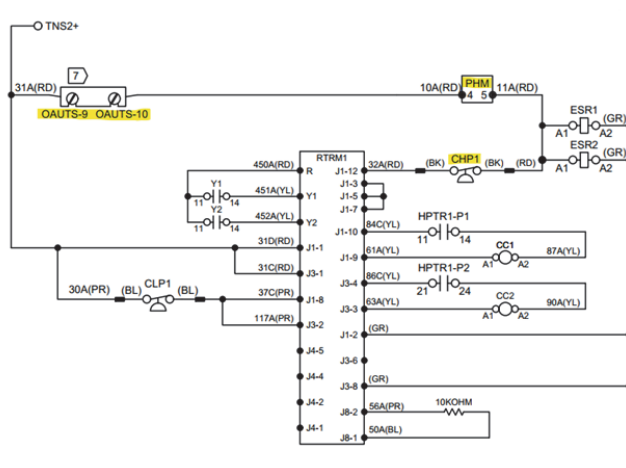 TNS2+
7
31A(RD)
OAUTS-9 OAUTS-10
10A(RD)
PHM
4 5
11A(RD)
ESR1
(GR)
A1 A2
ESR2
(GR)
A1 A2
RTRM1
450A(RD) R
J1-12 32A(RD) (BK) CHP1 (BK) (RD)
J1-3
Y1
451A(YL) Y1
11 14
J1-5
J1-7
Y2
452A(YL) Y2
11 14
J1-10 84C(YL)
HPTR1-P1
11 14
31D(RD) J1-1
J1-9 61A(YL)
CC1
A1 A2
87A(YL)
31C(RD) J3-1
J3-4 86C(YL)
HPTR1-P2
21 24
30A(PR) (BL) CLP1 (BL)
37C(PR) J1-8
J3-3 63A(YL)
CC2
A1 A2
90A(YL)
117A(PR) J3-2
J1-2 (GR)
J4-5
J3-6
J4-4
J3-8 (GR)
J4-2
J8-2 56A(PR)
10KOHM
J4-1
J8-1 50A(BL)